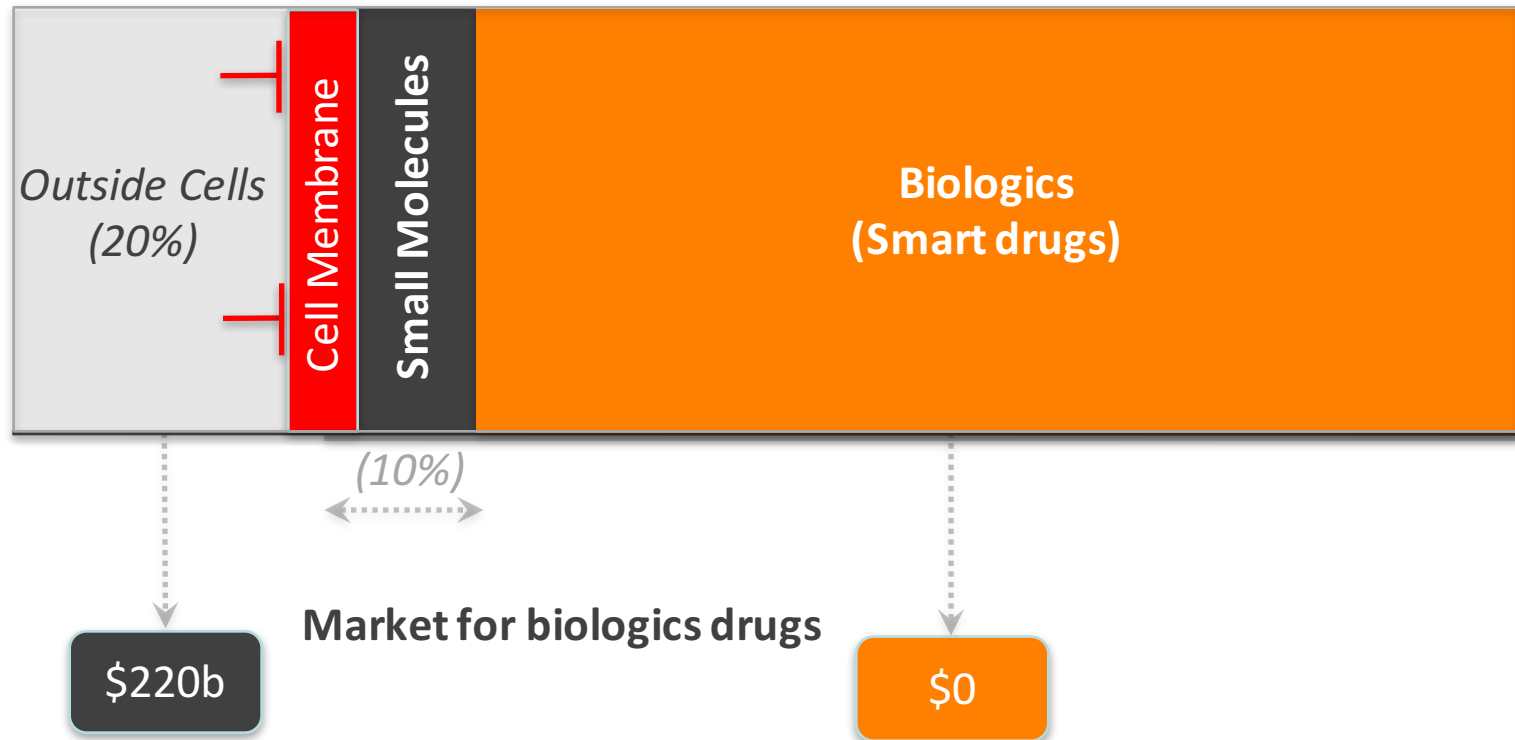 Outside Cells
(20%)
Cell Membrane
Small Molecules
Biologics
(Smart drugs)
(10%)
Market for biologics drugs
$220b
$0